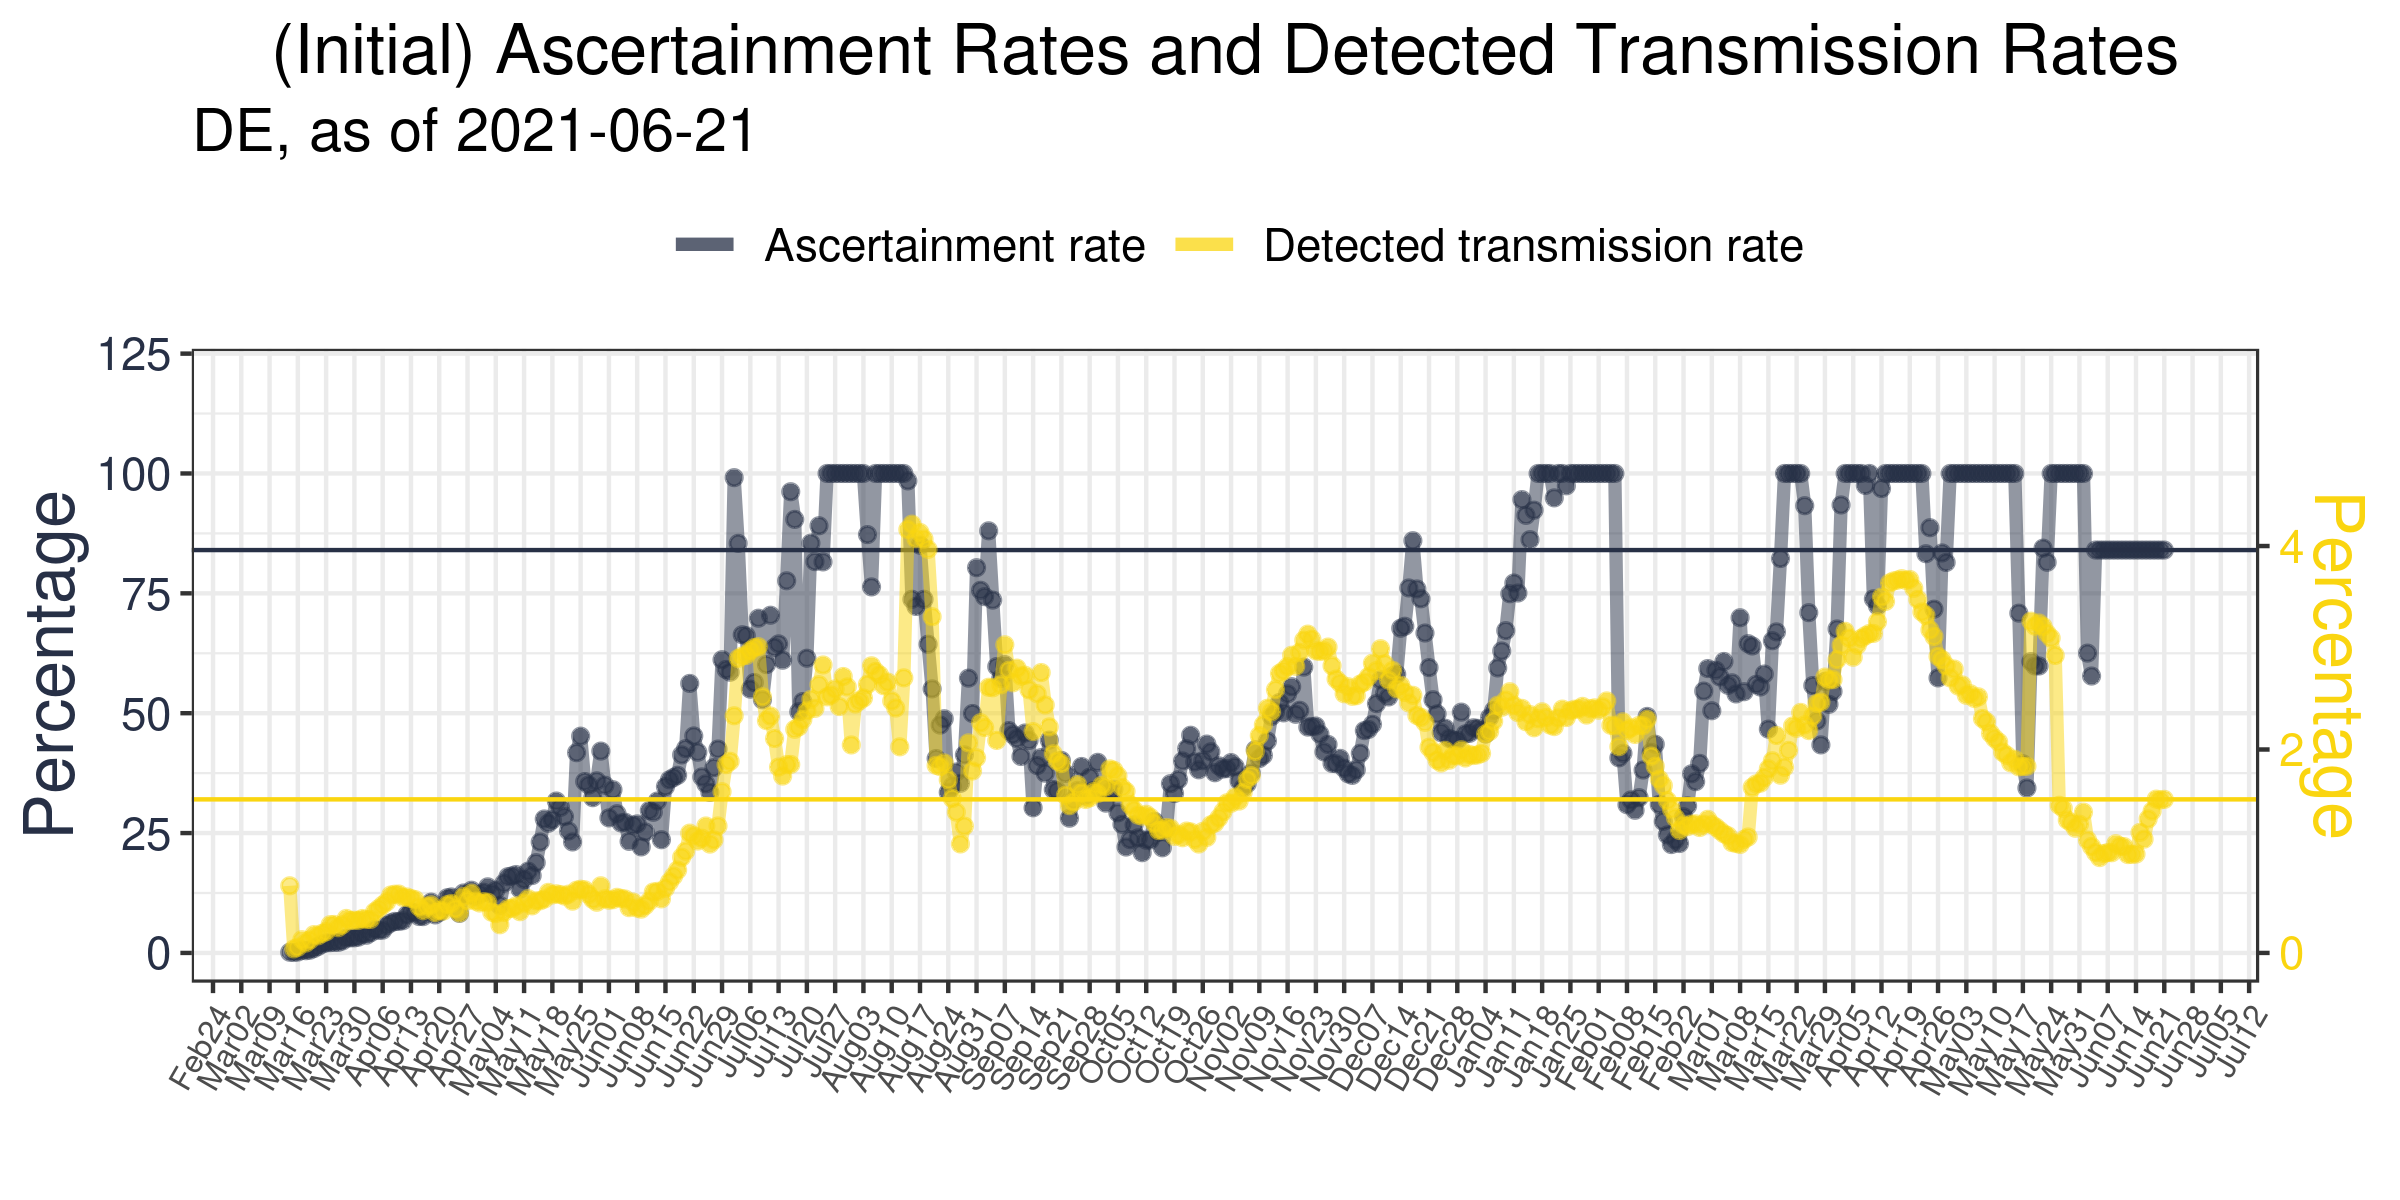 (Initial) Ascertainment Rates and Detected Transmission Rates
DE, as of 2021-06-21
Ascertainment rate
Detected transmission rate
Percentage
125
100
75
50
25
0
4
2
0
Percentage
Feb24
Mar02
Mar09
Mar16
Mar23
Mar30
Apr06
Apr13
Apr20
Apr27
May04
May11
May18
May25
Jun01
Jun08
Jun15
Jun22
Jun29
Jul06
Jul13
Jul20
Jul27
Aug03
Aug10
Aug17
Aug24
Aug31
Sep07
Sep14
Sep21
Sep28
Oct05
Oct12
Oct19
Oct26
Nov02
Nov09
Nov16
Nov23
Nov30
Dec07
Dec14
Dec21
Dec28
Jan04
Jan11
Jan18
Jan25
Feb01
Feb08
Feb15
Feb22
Mar01
Mar08
Mar15
Mar22
Mar29
Apr05
Apr12
Apr19
Apr26
May03
May10
May17
May24
May31
Jun07
Jun14
Jun21
Jun28
Jul05
Jul12